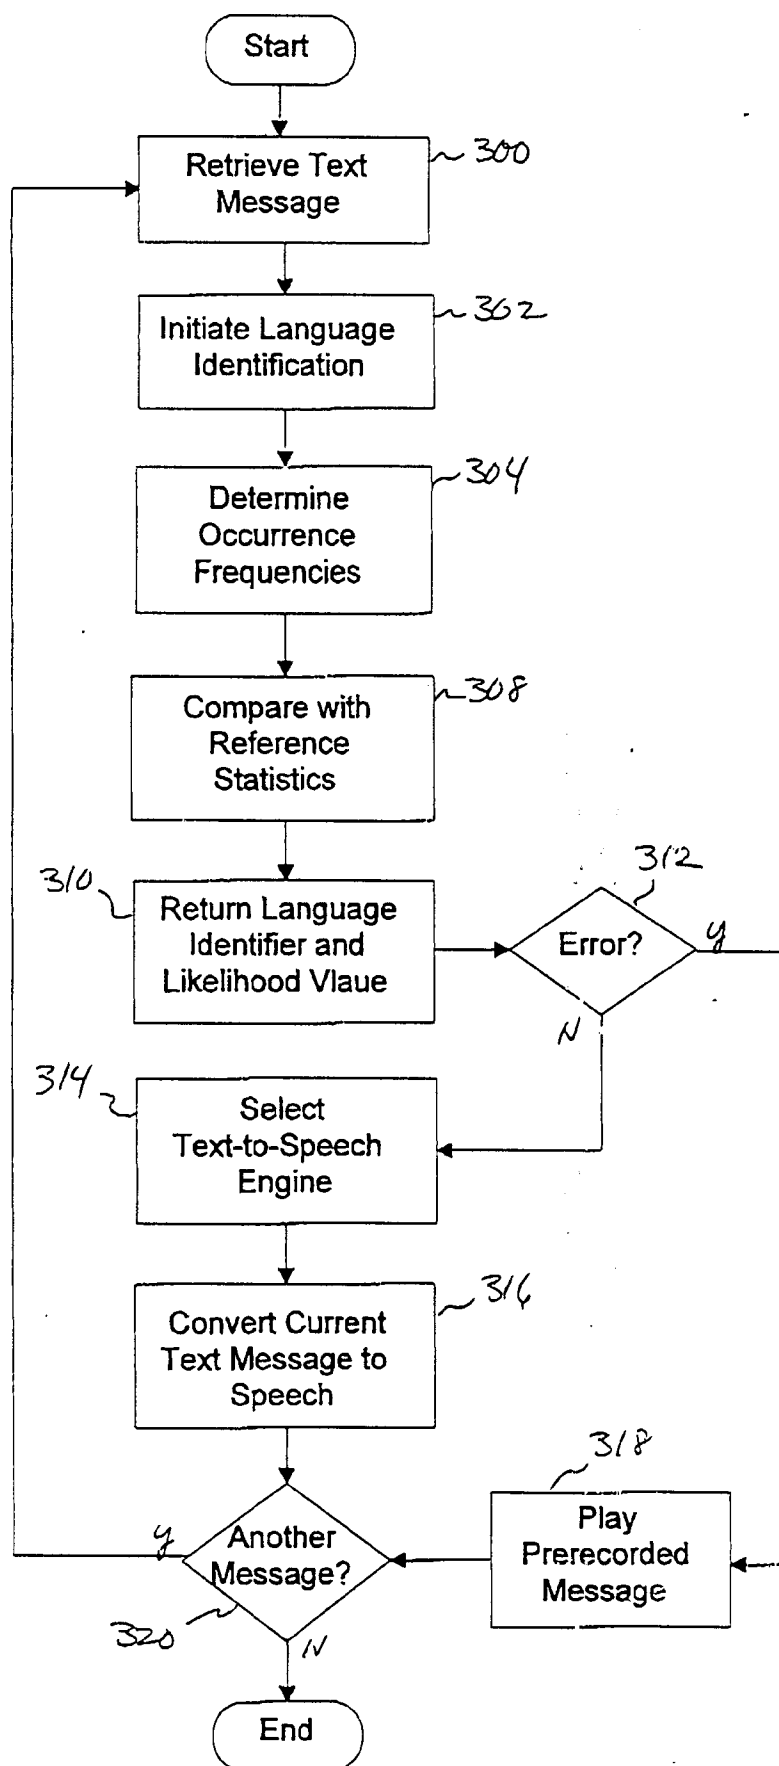 Start
Retrieve Text
Message
300
Initiate Language
Identification
302
Determine
Occurrence
Frequencies
304
Compare with
Reference
Statistics
308
310
Return Language
Identifier and
Likelihood Vlaue
312
Error?
y
N
314
Select
Text-to-Speech
Engine
Convert Current
Text Message to
Speech
316
318
Play
Prerecorded
Message
y
Another
Message?
320
N
End